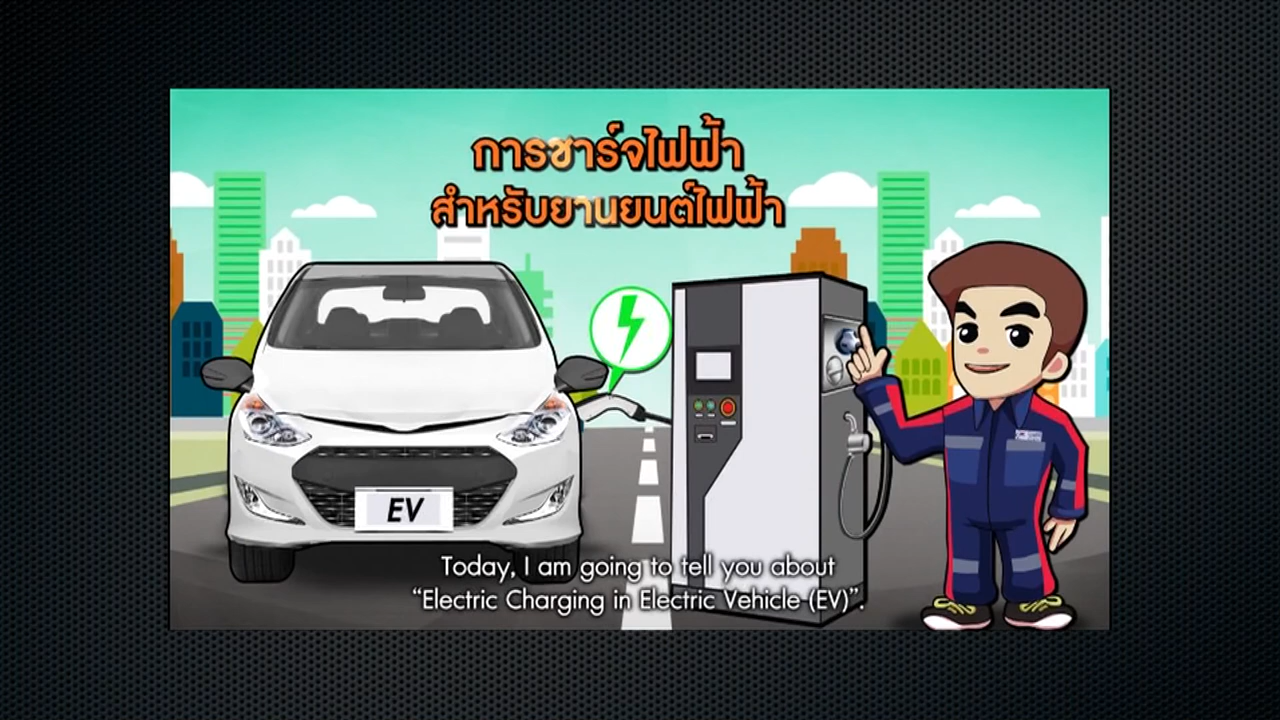 การชาร์จไฟฟ้า
สำหรับยานยนต์ไฟฟ้า
EV
Today, I am going to tell you about
“Electric Charging in Electric Vehicle (EV)”.